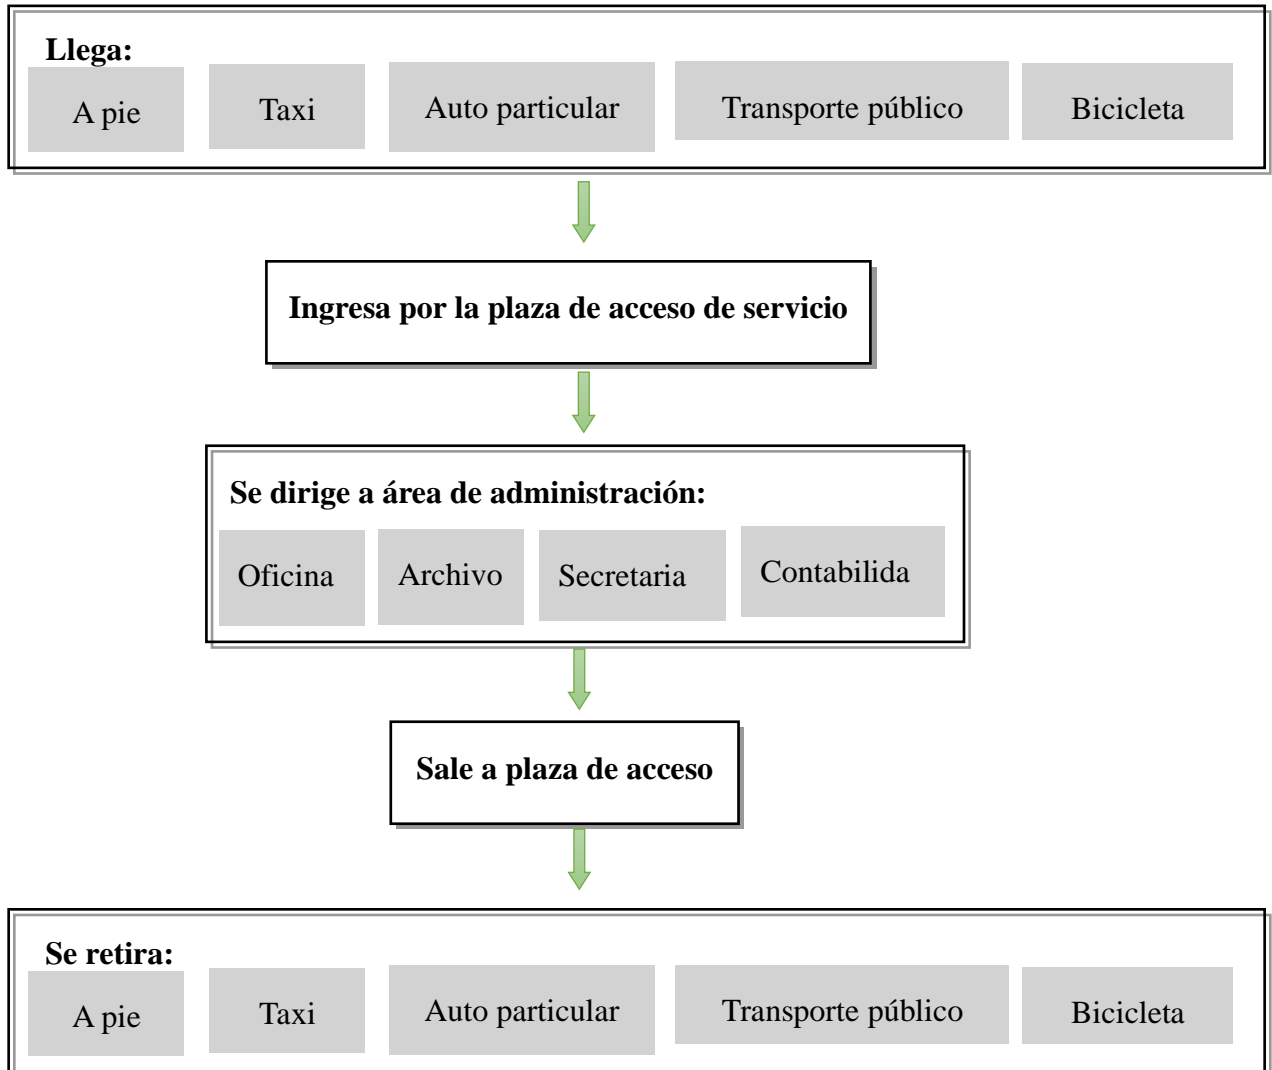 Llega:
A pie
Taxi
Auto particular
Transporte público
Bicicleta
Ingresa por la plaza de acceso de servicio
Se dirige a área de administración:
Oficina
Archivo
Secretaria
Contabilida
Sale a plaza de acceso
Se retira:
A pie
Taxi
Auto particular
Transporte público
Bicicleta